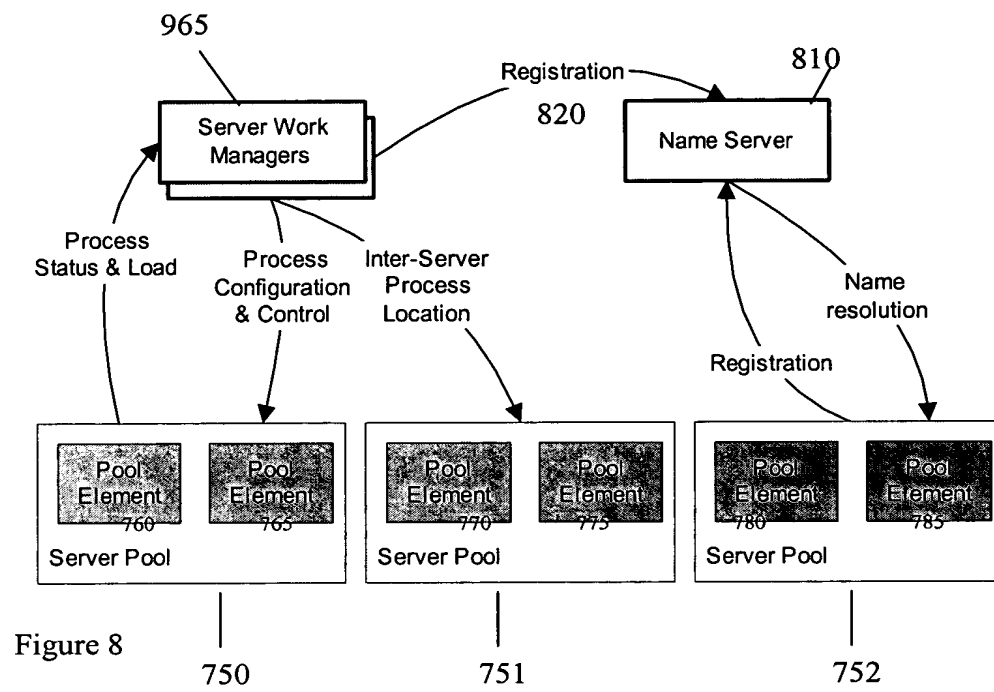 965
810
Registration
820
Server Work
Managers
Name Server
Process
Status & Load
Process
Configuration
& Control
Inter-Server
Process
Location
Name
resolution
Registration
Pool
Element
760
Pool
Element
765
Server Pool
Pool
Element
770
Pool
Element
775
Server Pool
Pool
Element
780
Pool
Element
785
Server Pool
Figure 8
750
751
752